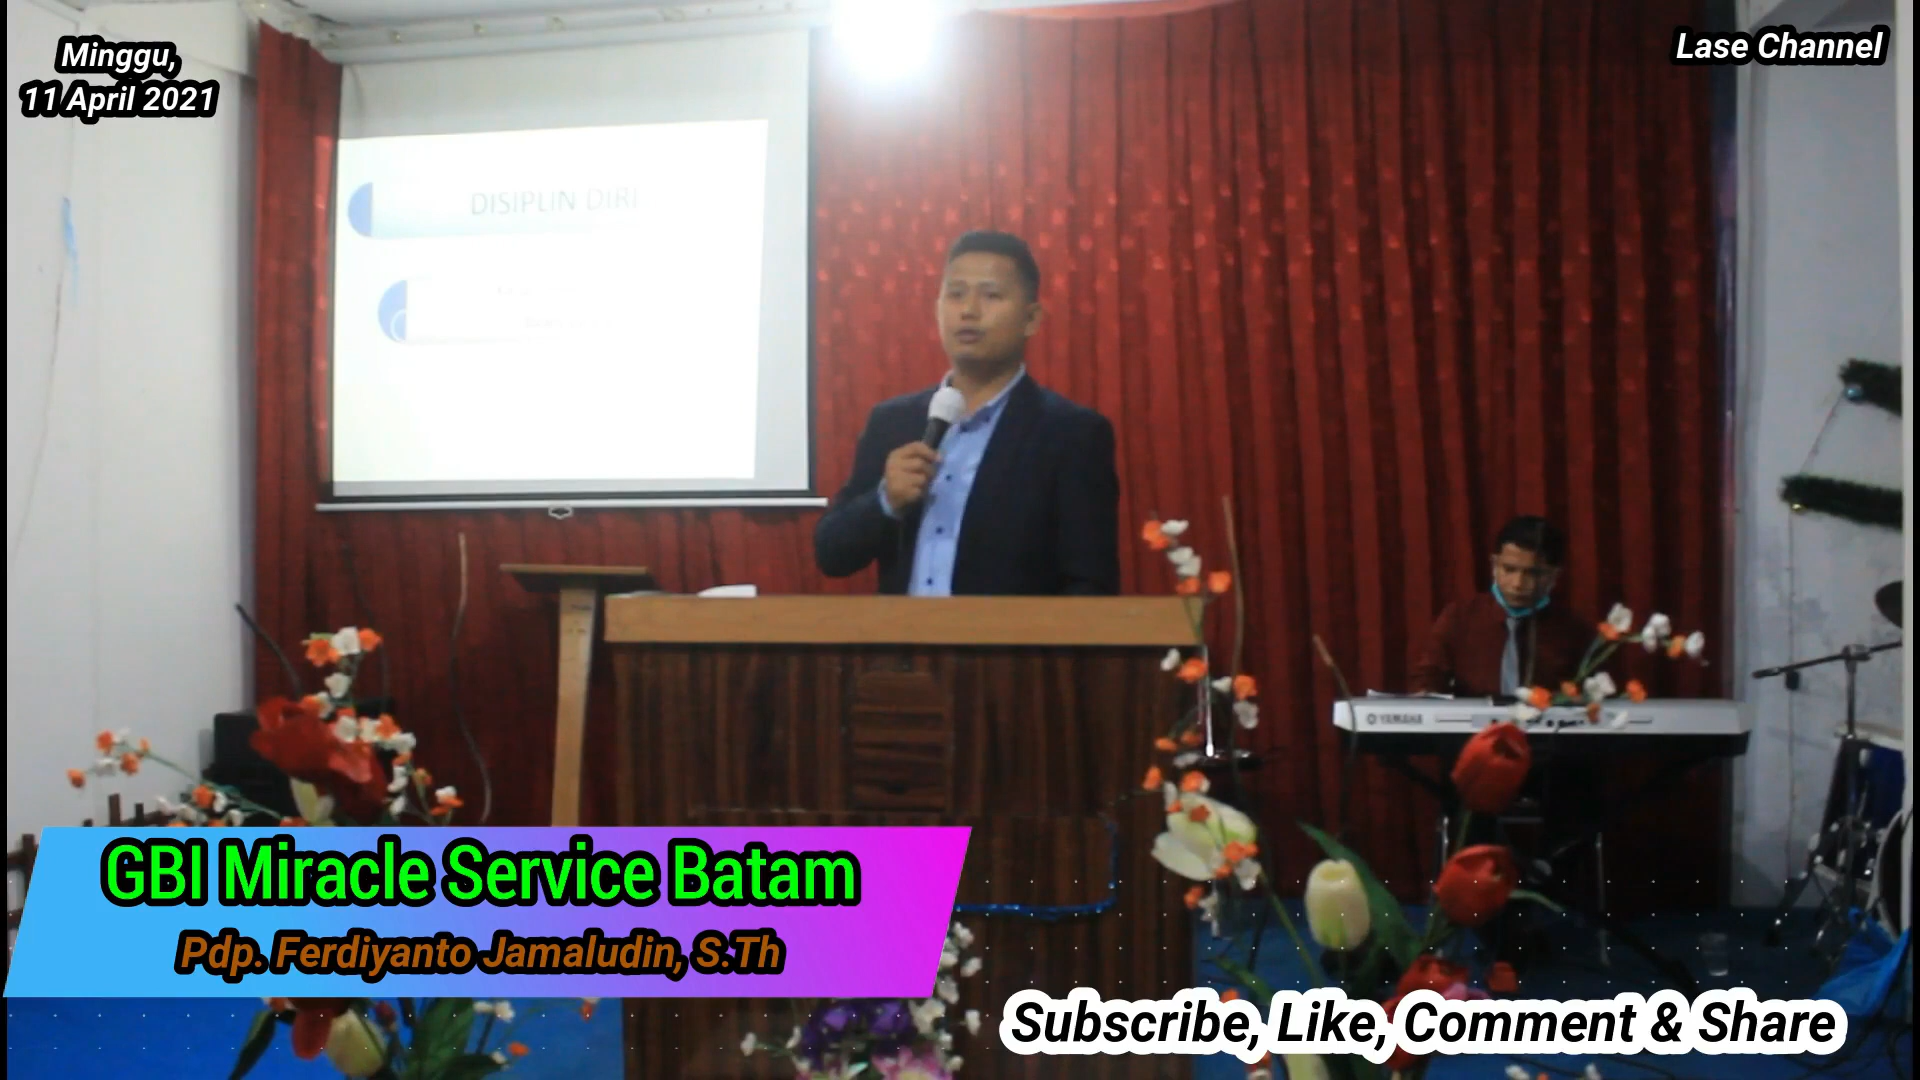 Minggu,
11 April 2021
Lase Channel
DISIPLIN DIRI
YAMAHA
GBI Miracle Service Batam
Pdp. Ferdiyanto Jamaludin, S.Th
Subscribe, Like, Comment & Share